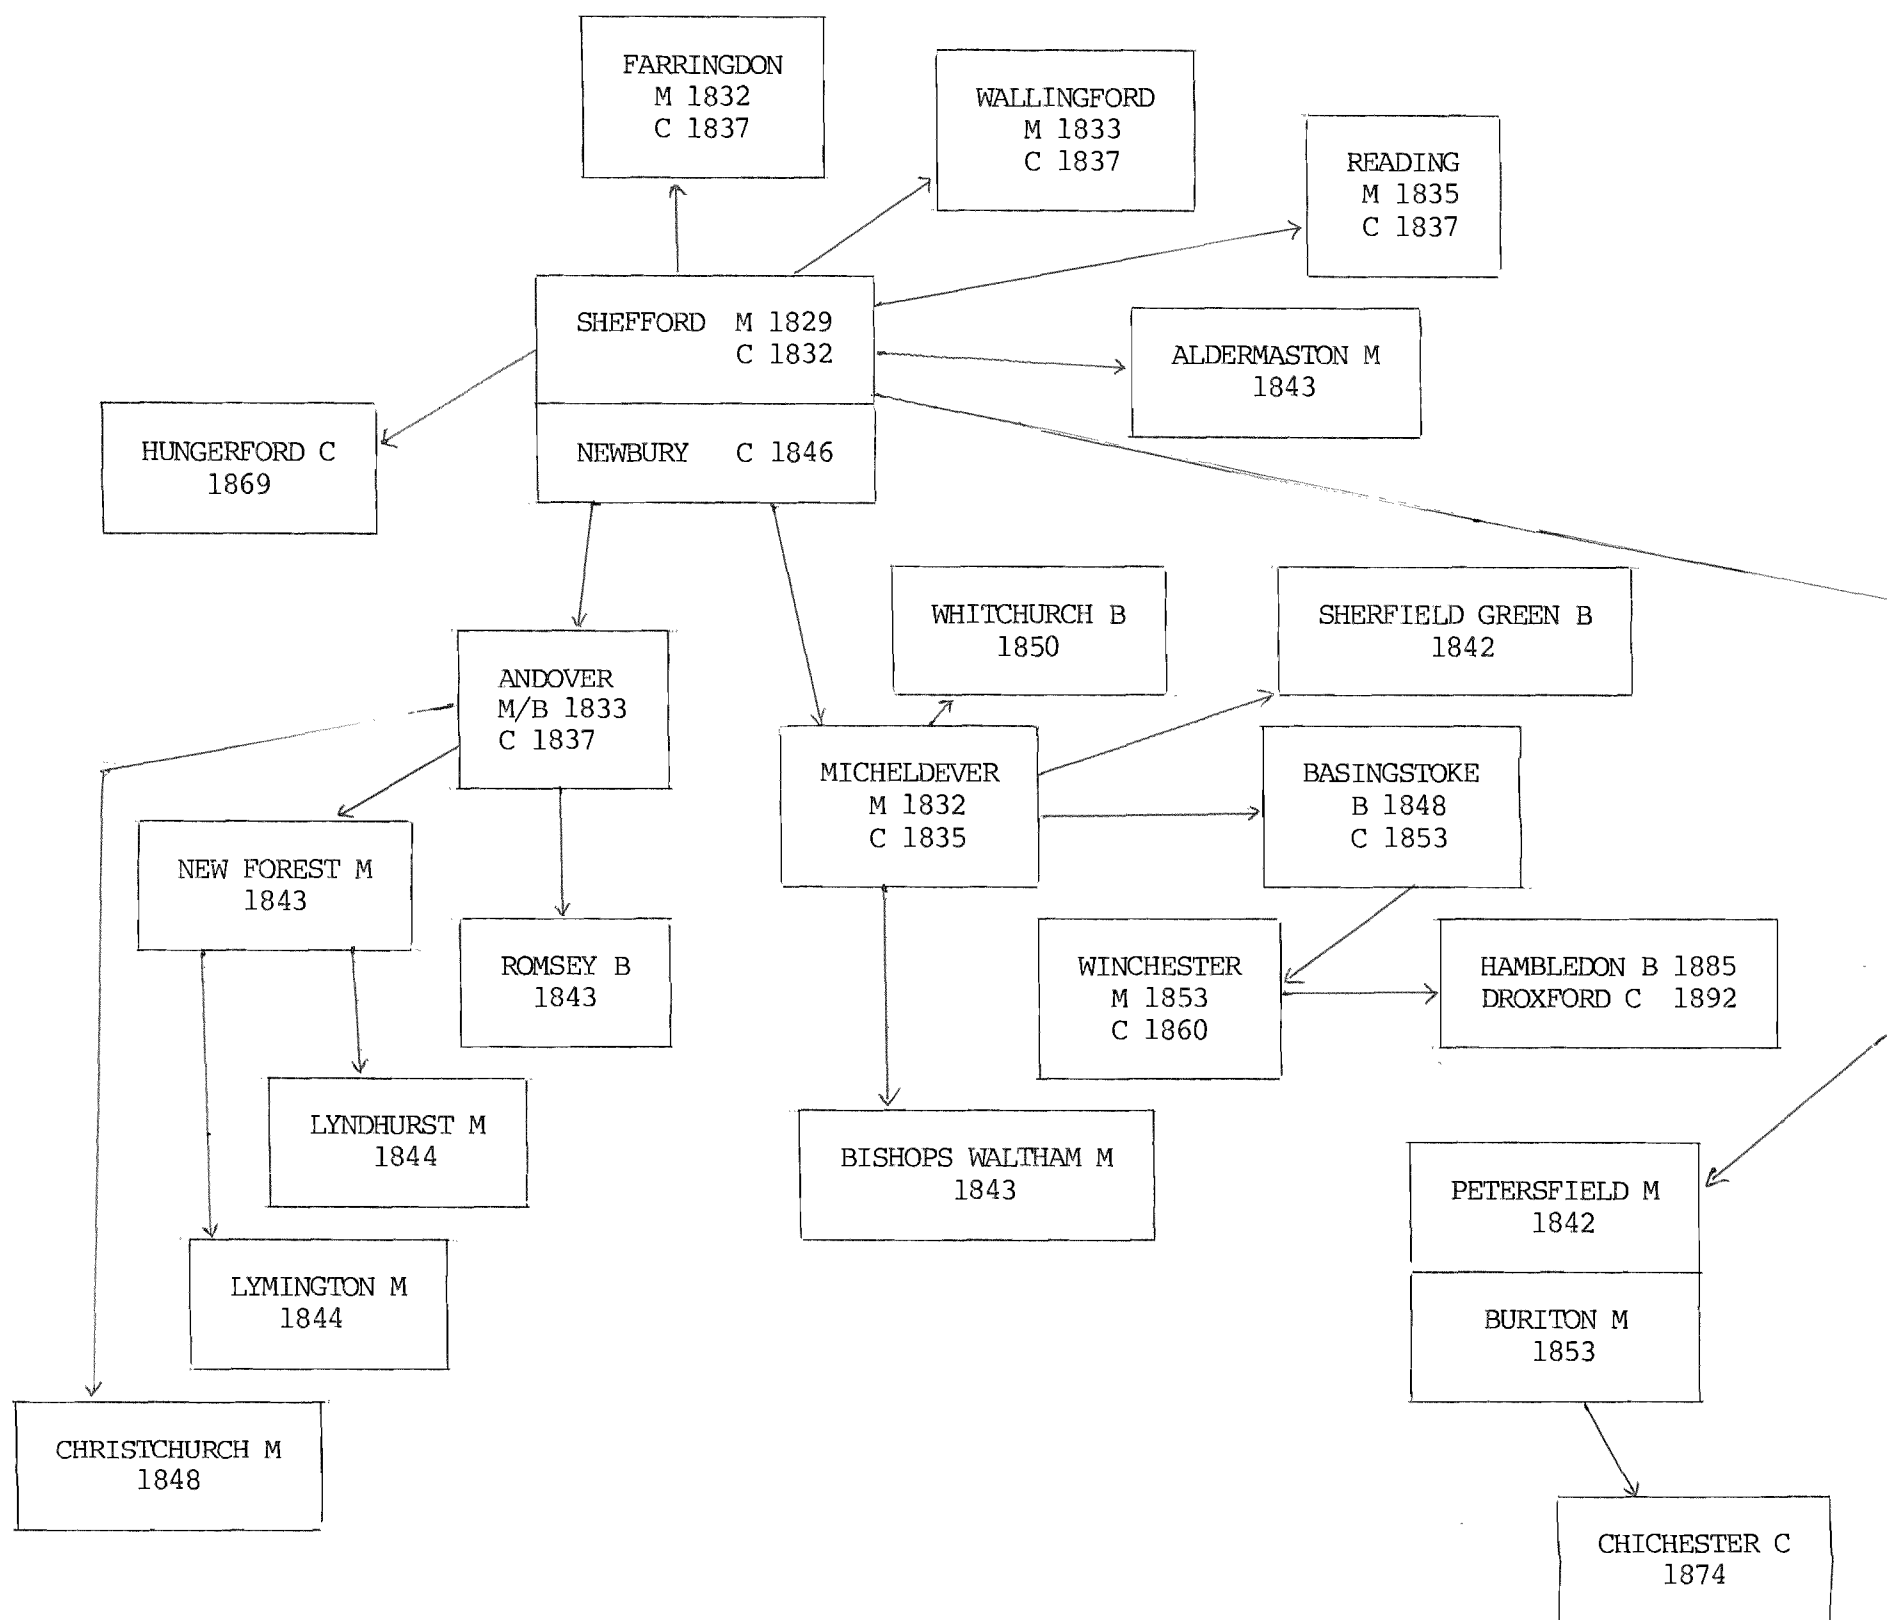 FARRINGDON
M 1832
C 1837
WALLINGFORD
M 1833
C 1837
READING
M 1835
C 1837
SHEFFORD M 1829
C 1832
NEWBURY C 1846
ALDERMASTON M
1843
HUNGERFORD C
1869
WHITCHURCH B
1850
SHERFIELD GREEN B
1842
ANDOVER
M/B 1833
C 1837
MICHELDEVER
M 1832
C 1835
BASINGSTOKE
B 1848
C 1853
NEW FOREST M
1843
ROMSEY B
1843
WINCHESTER
M 1853
C 1860
HAMBLEDON B 1885
DROXFORD C 1892
LYNDHURST M
1844
BISHOPS WALTHAM M
1843
PETERSFIELD M
1842
BURITON M
1853
LYMINGTON M
1844
CHRISTCHURCH M
1848
CHICHESTER C
1874